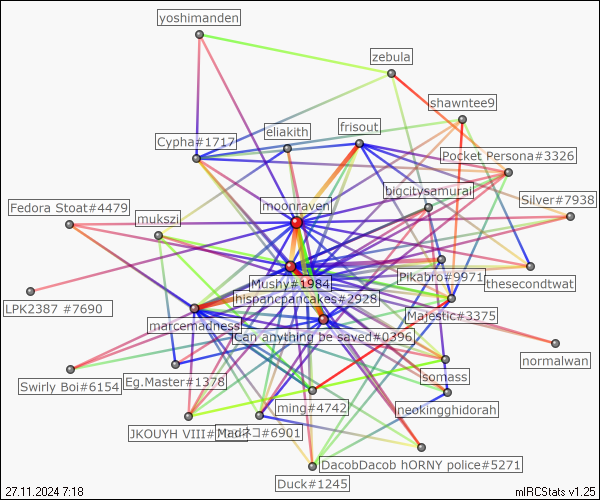 yoshimanden
zebula
shawntee9
frisout
eliakith
Cypha#1717
Pocket Persona#3326
bigcitysamurai
Silver#7938
moonraven
Fedora Stoat#4479
mukszi
Pikabro#9971
thesecondtwat
Mushy#1984
hispancpancakes#2928
LPK2387 #7690
Majestic#3375
marcemadness
Can anything be saved#0396
normalwan
somass
Swirly Boi#6154
Eg.Master#1378
ming#4742
neokingghidorah
JKOUYH VIII#
ネコ#6901
DacobDacob hORNY police#5271
Duck#1245
27.11.2024 7:18
mIRCStats v1.25